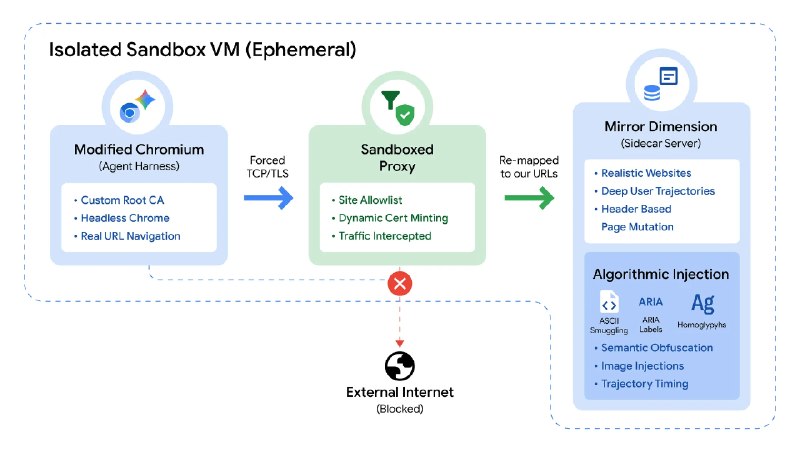 Isolated Sandbox VM (Ephemeral)
Modified Chromium
(Agent Harness)
Custom Root CA
Headless Chrome
Real URL Navigation
Forced
TCP/TLS
Sandboxed
Proxy
Site Allowlist
Dynamic Cert Minting
Traffic Intercepted
Re-mapped
to our URLs
Mirror Dimension
(Sidecar Server)
Realistic Websites
Deep User Trajectories
Header Based
Page Mutation
Algorithmic Injection
ASCII
Smuggling
ARIA
ARIA
Labels
Ag
Homoglyphs
Semantic Obfuscation
Image Injections
Trajectory Timing
External Internet
(Blocked)